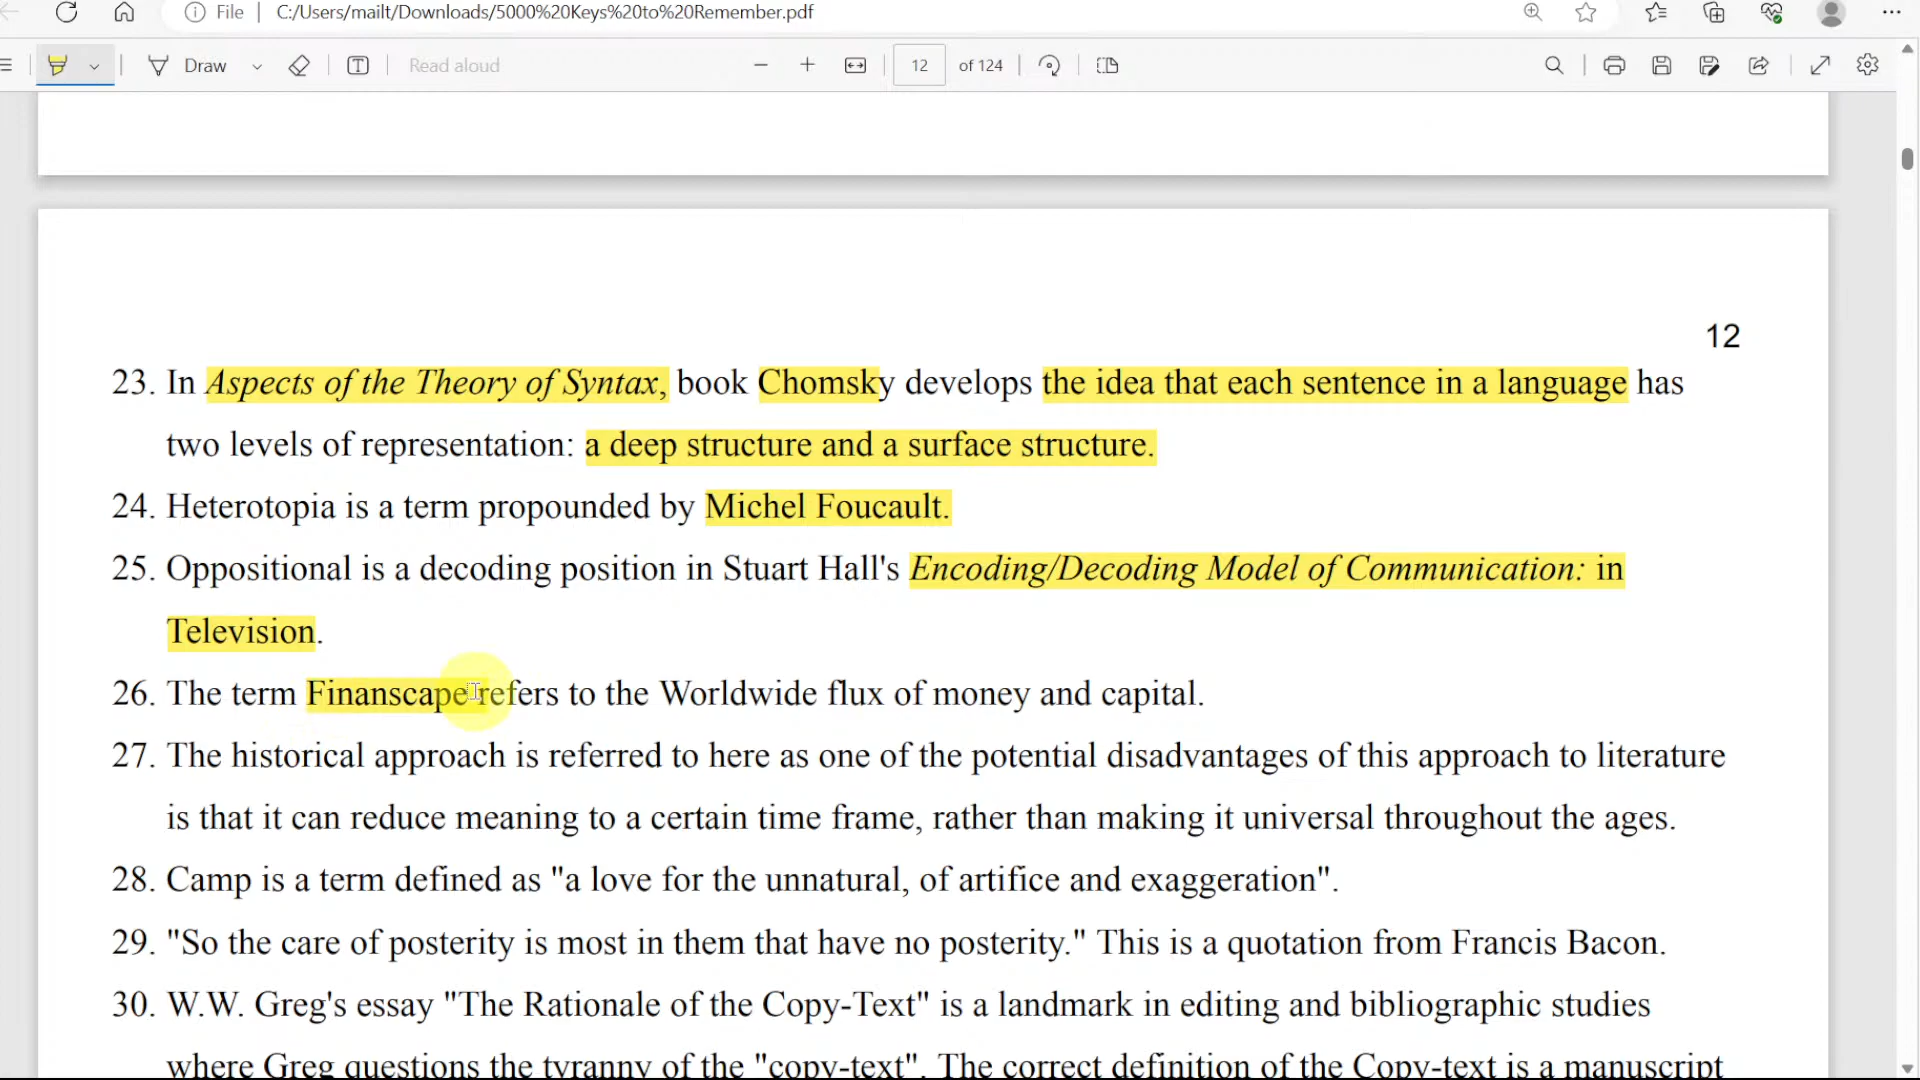 File C:/Users/mailt/Downloads/5000%20Keys%20to%20Remember.pdf
Draw Read aloud 12 of 124
12
23. In Aspects of the Theory of Syntax, book Chomsky develops the idea that each sentence in a language has
two levels of representation: a deep structure and a surface structure.
24. Heterotopia is a term propounded by Michel Foucault.
25. Oppositional is a decoding position in Stuart Hall's Encoding/Decoding Model of Communication: in
Television.
26. The term Finanscape refers to the Worldwide flux of money and capital.
27. The historical approach is referred to here as one of the potential disadvantages of this approach to literature
is that it can reduce meaning to a certain time frame, rather than making it universal throughout the ages.
28. Camp is a term defined as "a love for the unnatural, of artifice and exaggeration".
29. "So the care of posterity is most in them that have no posterity." This is a quotation from Francis Bacon.
30. W.W. Greg's essay "The Rationale of the Copy-Text" is a landmark in editing and bibliographic studies
where Greg questions the tyranny of the "copy-text". The correct definition of the Copy-text is a manuscript